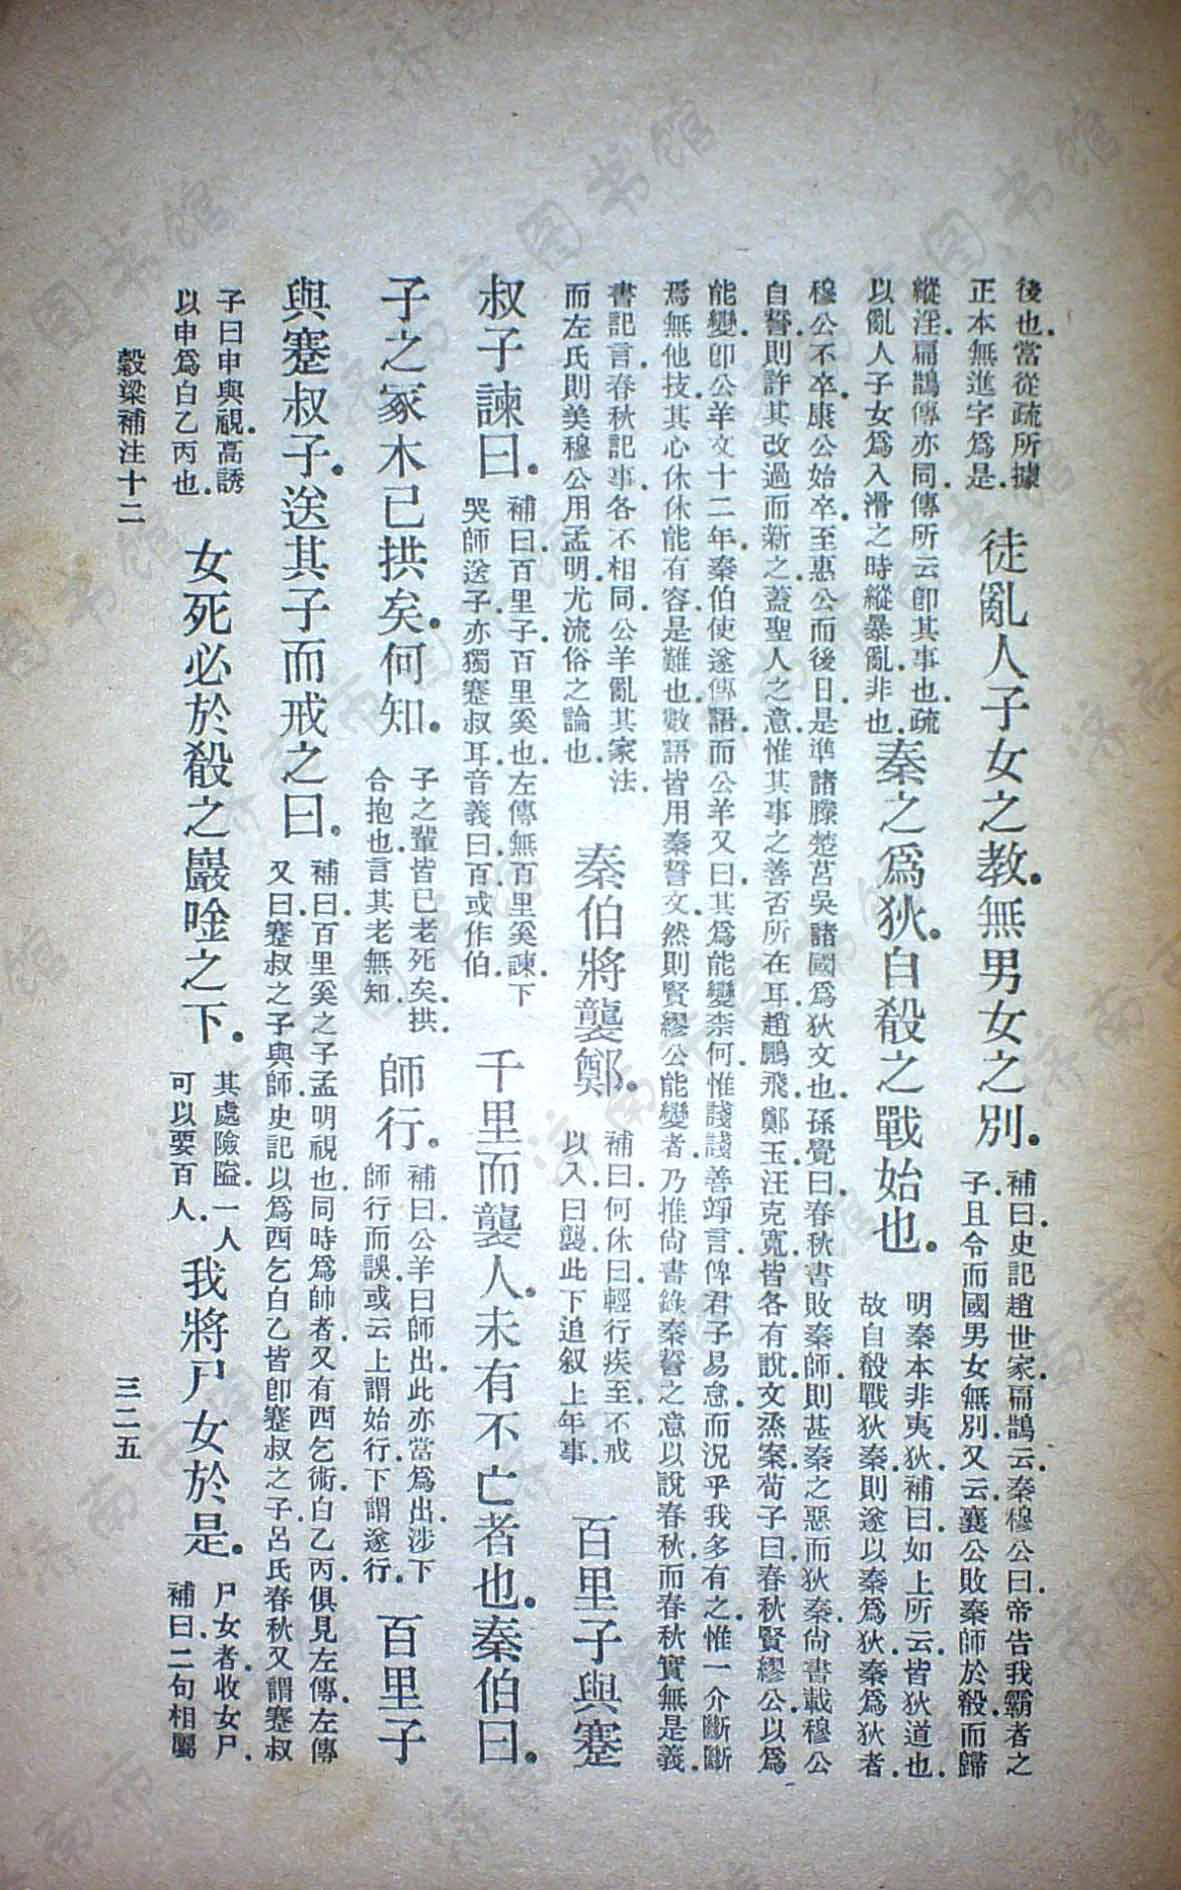 後也。當從疏所據
正本無進字爲是。
徒亂人子女之教。無男女之別。
補曰。史記趙世家。扁鵲云。秦穆公曰。帝告我霸者之
子。且令而國男女無別。又云。襄公敗秦師於殽。而歸
縱淫。扁鵲傳亦同。傳所云卽其事也。疏
以亂人子女爲入滑之時縱暴亂。非也。
秦之爲狄。自殽之戰始也。
明秦本非夷狄。補曰。如上所云。皆狄道也。
故自殽戰狄秦。則遂以秦爲狄。秦爲狄者。
穆公不卒。康公始卒。至惠公而後日。是準諸滕楚莒吳諸國爲狄文也。孫覺曰。春秋書敗秦師。則甚秦之惡而狄秦。尙書載穆公
自誓。則許其改過而新之。蓋聖人之意。惟其事之善否所在耳。趙鵬飛。鄭玉。汪克寬。皆各有說。文烝案。荀子曰。春秋賢繆公。以爲
能變。卽公羊文十二年。秦伯使遂傳語。而公羊又曰。其爲能變柰何。惟諓諓善竫言。俾君子易怠。而況乎我多有之。惟一介斷斷
焉無他技。其心休休能有容。是難也。數語皆用秦誓文。然則賢繆公能變者。乃推尙書錄秦誓之意以說春秋。而春秋實無是義。
書記言。春秋記事。各不相同。公羊亂其家法。
而左氏則美穆公用孟明。尤流俗之論也。
秦伯將襲鄭。
補曰。何休曰。輕行疾至。不戒
以入曰襲。此下追叙上年事。
百里子與蹇
叔子諫曰。
補曰。百里子。百里奚也。左傳無百里奚諫。下
哭師送子。亦獨蹇叔耳。音義曰。百或作伯。
千里而襲人。未有不亡者也。秦伯曰。
子之冢木已拱矣。何知。
子之輩皆已老死矣。拱。
合抱也。言其老無知。
師行。
補曰。公羊曰師出。此亦當爲出。涉下
師行而誤。或云。上謂始行。下謂遂行。
百里子
與蹇叔子。送其子而戒之曰。
補曰。百里奚之子孟明視也。同時爲帥者。又有西乞術。白乙丙。俱見左傳。左傳
又曰。蹇叔之子與師。史記以爲西乞白乙。皆卽蹇叔之子。呂氏春秋又謂蹇叔
子曰申與視。高誘
以申爲白乙丙也。
女死必於殽之巖唫之下。
其處險隘。一人
可以要百人。
我將尸女於是。
尸女者。收女尸。
補曰。二句相屬
穀梁補注十二
三二五